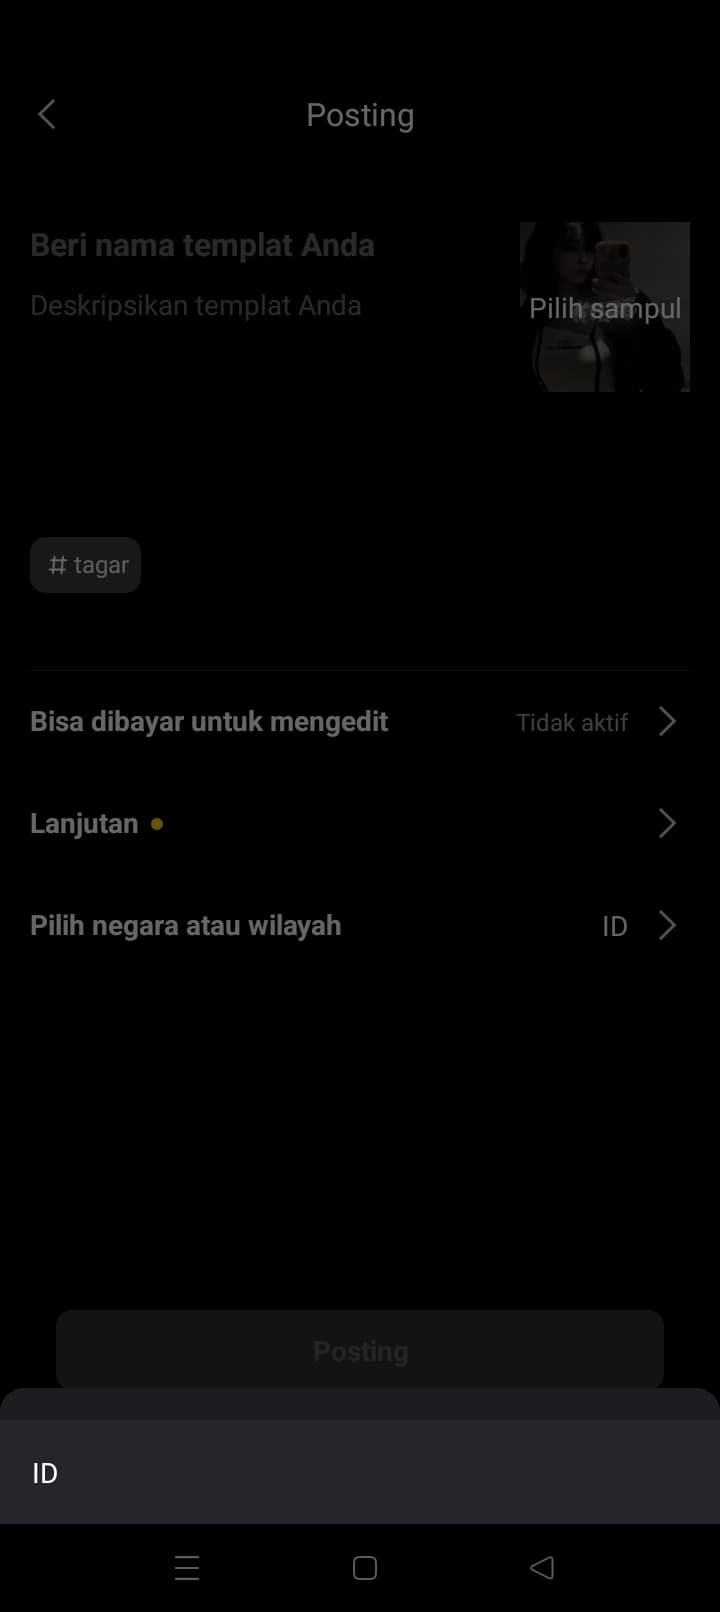 Posting
Beri nama templat Anda
Deskripsikan templat Anda
Pilih sampul
# tagar
Bisa dibayar untuk mengedit
Tidak aktif
Lanjutan
Pilih negara atau wilayah
ID
Posting
ID